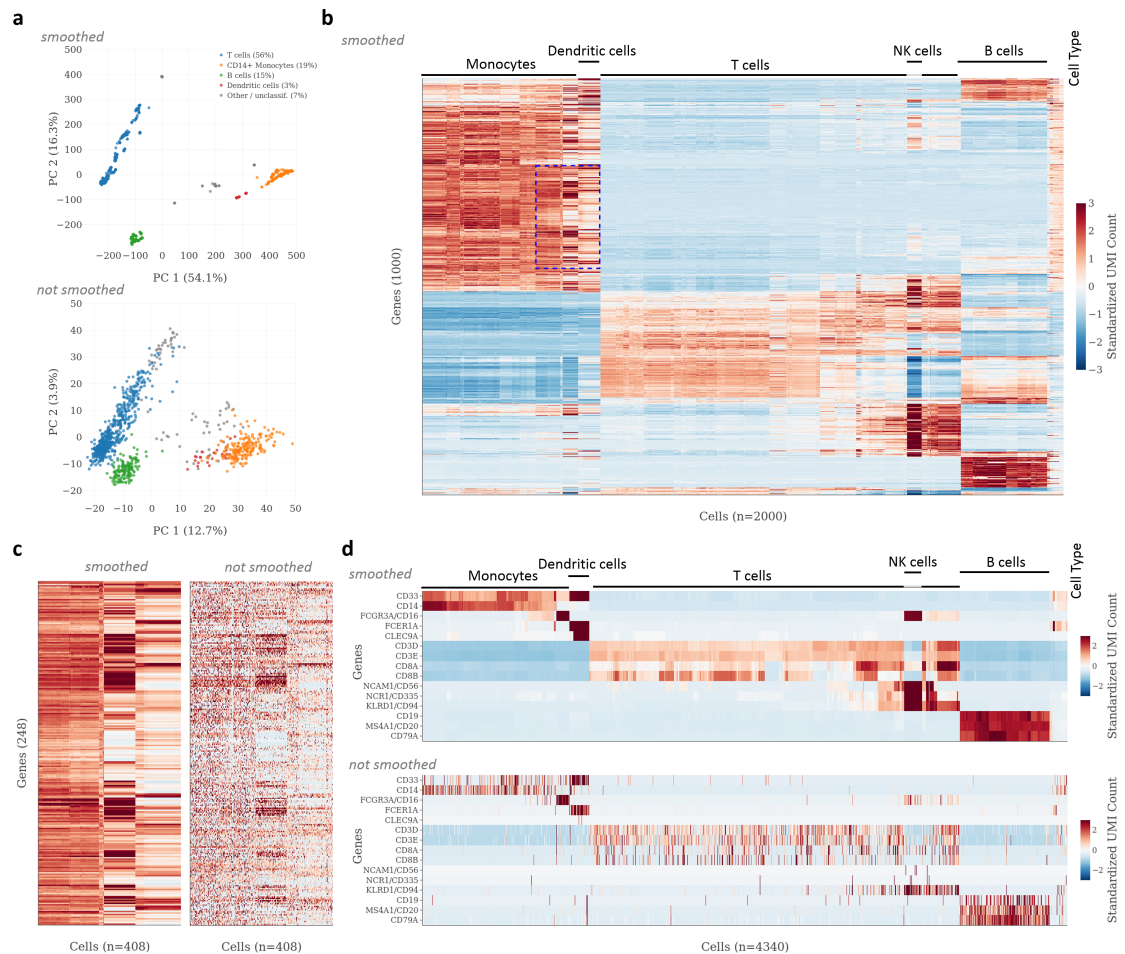 a
smoothed
500
400
300
200
100
0
−100
−200
PC 2 (16.3%)
T cells (56%)
CD14+ Monocytes (19%)
B cells (15%)
Dendritic cells (3%)
Other / unclassif. (7%)
−200 −100 0 100 200 300 400 500
PC 1 (54.1%)
not smoothed
50
40
30
20
10
0
−10
−20
PC 2 (3.9%)
−20 −10 0 10 20 30 40 50
PC 1 (12.7%)
b
smoothed
Dendritic cells
NK cells
B cells
Monocytes
T cells
Cell Type
Genes (1000)
Cells (n=2000)
3
2
1
0
−1
−2
−3
Standardized UMI Count
c
smoothed
not smoothed
Genes (248)
Cells (n=408)
Cells (n=408)
d
smoothed
Dendritic cells
NK cells
B cells
Monocytes
T cells
Cell Type
Genes
CD33
CD14
FCGR3A/CD16
FCER1A
CLEC9A
CD3D
CD3E
CD8A
CD8B
NCAM1/CD56
NCR1/CD335
KLRD1/CD94
CD19
MS4A1/CD20
CD79A
2
0
−2
Standardized UMI Count
not smoothed
Genes
CD33
CD14
FCGR3A/CD16
FCER1A
CLEC9A
CD3D
CD3E
CD8A
CD8B
NCAM1/CD56
NCR1/CD335
KLRD1/CD94
CD19
MS4A1/CD20
CD79A
2
0
−2
Standardized UMI Count
Cells (n=4340)